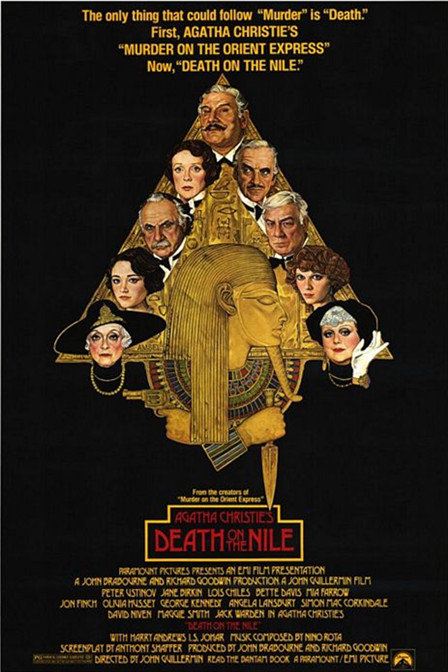 The only thing that could follow "Murder" is "Death."
First, AGATHA CHRISTIE'S
"MURDER ON THE ORIENT EXPRESS"
Now, "DEATH ON THE NILE."
From the creators of
"Murder on the Orient Express"
AGATHA CHRISTIE'S
DEATH ON THE NILE
PARAMOUNT PICTURES PRESENTS AN EMI FILM PRESENTATION
A JOHN BRABOURNE AND RICHARD GOODWIN PRODUCTION A JOHN GUILLERMIN FILM
PETER USTINOV JANE BIRKIN LOIS CHILES BETTE DAVIS MIA FARROW
JON FINCH OLIVIA HUSSEY GEORGE KENNEDY ANGELA LANSBURY SIMON MAC CORKINDALE
DAVID NIVEN MAGGIE SMITH JACK WARDEN IN AGATHA CHRISTIE'S
"DEATH ON THE NILE"
WITH HARRY ANDREWS I.S. JOHAR MUSIC COMPOSED BY NINO ROTA
SCREENPLAY BY ANTHONY SHAFFER PRODUCED BY JOHN BRABOURNE AND RICHARD GOODWIN
DIRECTED BY JOHN GUILLERMIN READ THE BANTAM BOOK A PARAMOUNT/EMI PICTURE
PG